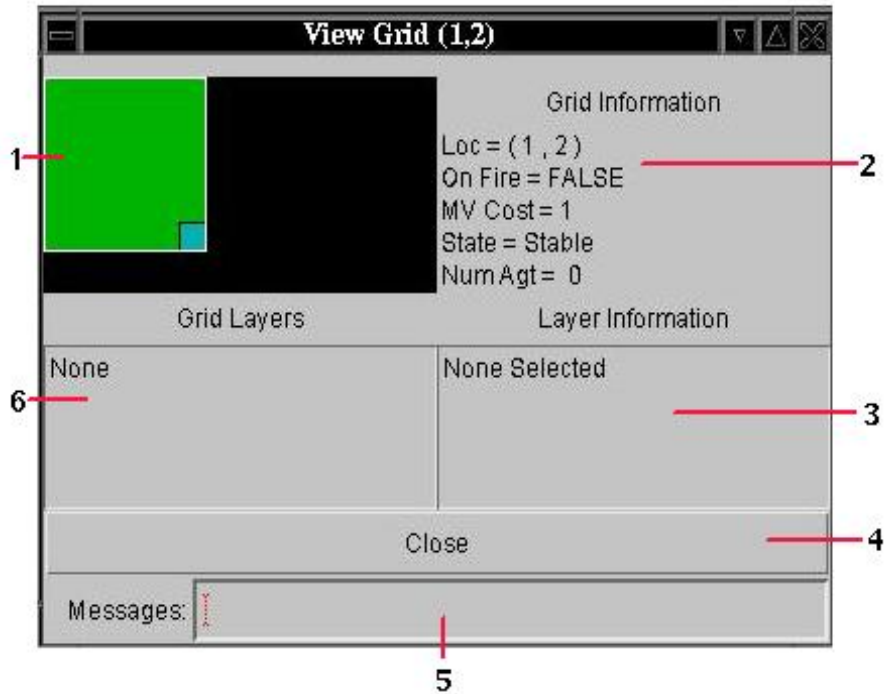 View Grid (1,2)
1
Grid Information
Loc = ( 1 , 2 )
On Fire = FALSE
MV Cost = 1
State = Stable
Num Agt = 0
2
Grid Layers
Layer Information
None
None Selected
6
3
Close
4
Messages:
5